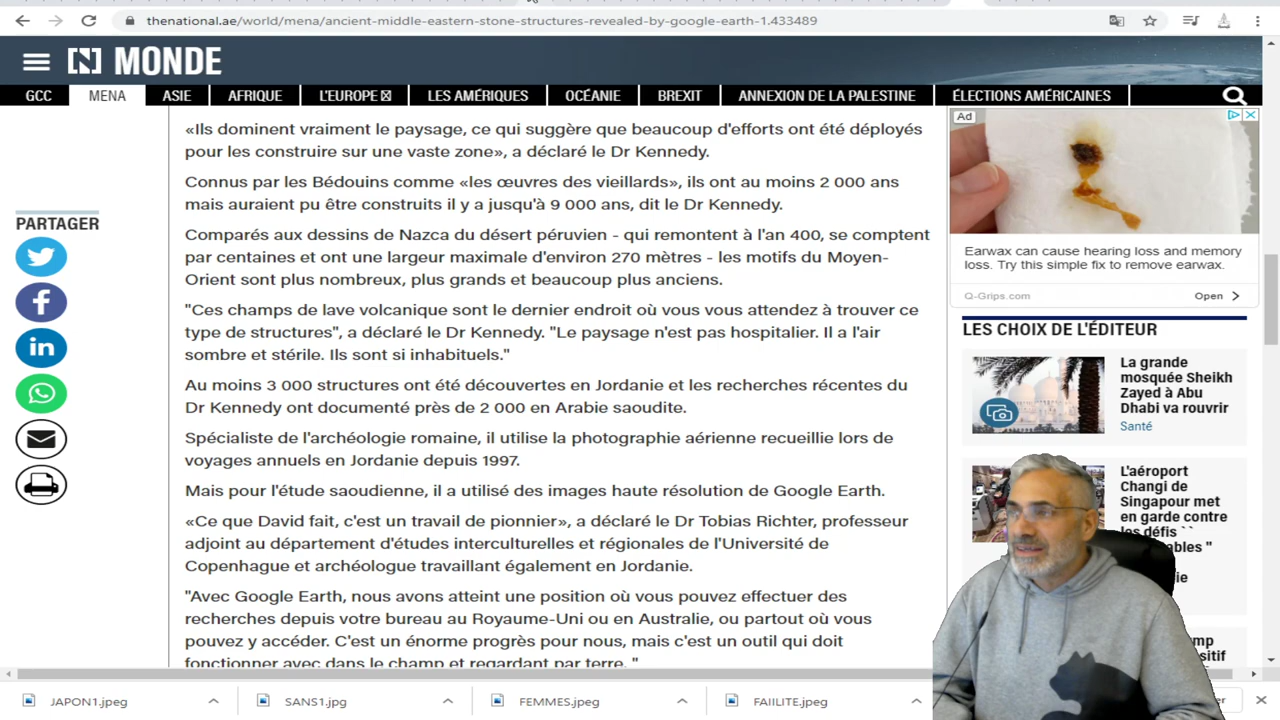 thenational.ae/world/mena/ancient-middle-eastern-stone-structures-revealed-by-google-earth-1.433489
MONDE
GCC MENA ASIE AFRIQUE L'EUROPE LES AMÉRIQUES OCÉANIE BREXIT ANNEXION DE LA PALESTINE ÉLECTIONS AMÉRICAINES
PARTAGER
«Ils dominent vraiment le paysage, ce qui suggère que beaucoup d'efforts ont été déployés
pour les construire sur une vaste zone», a déclaré le Dr Kennedy.
Connus par les Bédouins comme «les œuvres des vieillards», ils ont au moins 2 000 ans
mais auraient pu être construits il y a jusqu'à 9 000 ans, dit le Dr Kennedy.
Comparés aux dessins de Nazca du désert péruvien - qui remontent à l'an 400, se comptent
par centaines et ont une largeur maximale d'environ 270 mètres - les motifs du Moyen-
Orient sont plus nombreux, plus grands et beaucoup plus anciens.
"Ces champs de lave volcanique sont le dernier endroit où vous vous attendez à trouver ce
type de structures", a déclaré le Dr Kennedy. "Le paysage n'est pas hospitalier. Il a l'air
sombre et stérile. Ils sont si inhabituels."
Au moins 3 000 structures ont été découvertes en Jordanie et les recherches récentes du
Dr Kennedy ont documenté près de 2 000 en Arabie saoudite.
Spécialiste de l'archéologie romaine, il utilise la photographie aérienne recueillie lors de
voyages annuels en Jordanie depuis 1997.
Mais pour l'étude saoudienne, il a utilisé des images haute résolution de Google Earth.
«Ce que David fait, c'est un travail de pionnier», a déclaré le Dr Tobias Richter, professeur
adjoint au département d'études interculturelles et régionales de l'Université de
Copenhague et archéologue travaillant également en Jordanie.
"Avec Google Earth, nous avons atteint une position où vous pouvez effectuer des
recherches depuis votre bureau au Royaume-Uni ou en Australie, ou partout où vous
pouvez y accéder. C'est un énorme progrès pour nous, mais c'est un outil qui doit
fonctionner avec dans le champ et regardant par terre. "
Ad
Earwax can cause hearing loss and memory
loss. Try this simple fix to remove earwax.
Q-Grips.com Open
LES CHOIX DE L'ÉDITEUR
La grande
mosquée Sheikh
Zayed à Abu
Dhabi va rouvrir
Santé
L'aéroport
Changi de
Singapour met
en garde contre
les défis ``
JAPON1.jpeg SANS1.jpg FEMMES.jpeg FAIILITE.jpeg